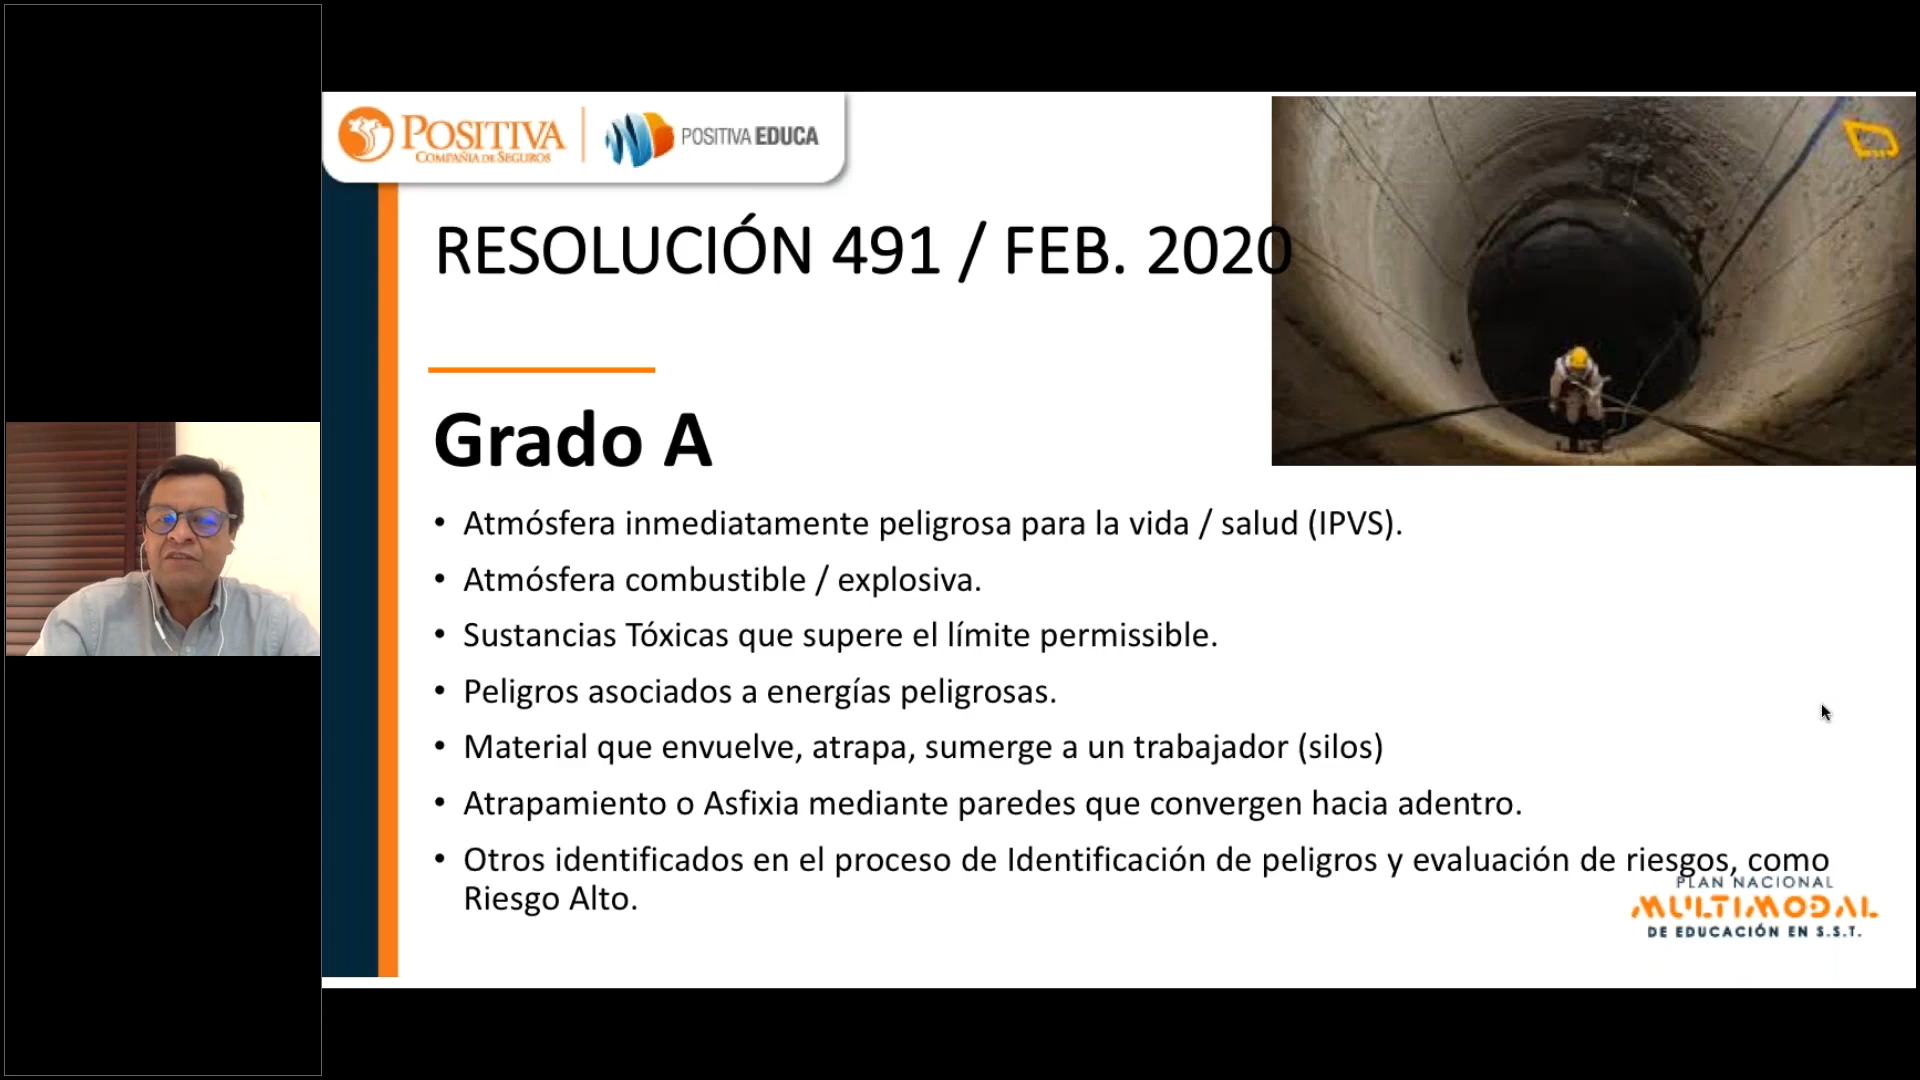 POSITIVA
COMPAÑIA DE SEGUROS
POSITIVA EDUCA
RESOLUCIÓN 491 / FEB. 2020
Grado A
• Atmósfera inmediatamente peligrosa para la vida / salud (IPVS).
• Atmósfera combustible / explosiva.
• Sustancias Tóxicas que supere el límite permissible.
• Peligros asociados a energías peligrosas.
• Material que envuelve, atrapa, sumerge a un trabajador (silos)
• Atrapamiento o Asfixia mediante paredes que convergen hacia adentro.
• Otros identificados en el proceso de Identificación de peligros y evaluación de riesgos, como
Riesgo Alto.
PLAN NACIONAL
MULTIMODAL
DE EDUCACIÓN EN S.S.T.